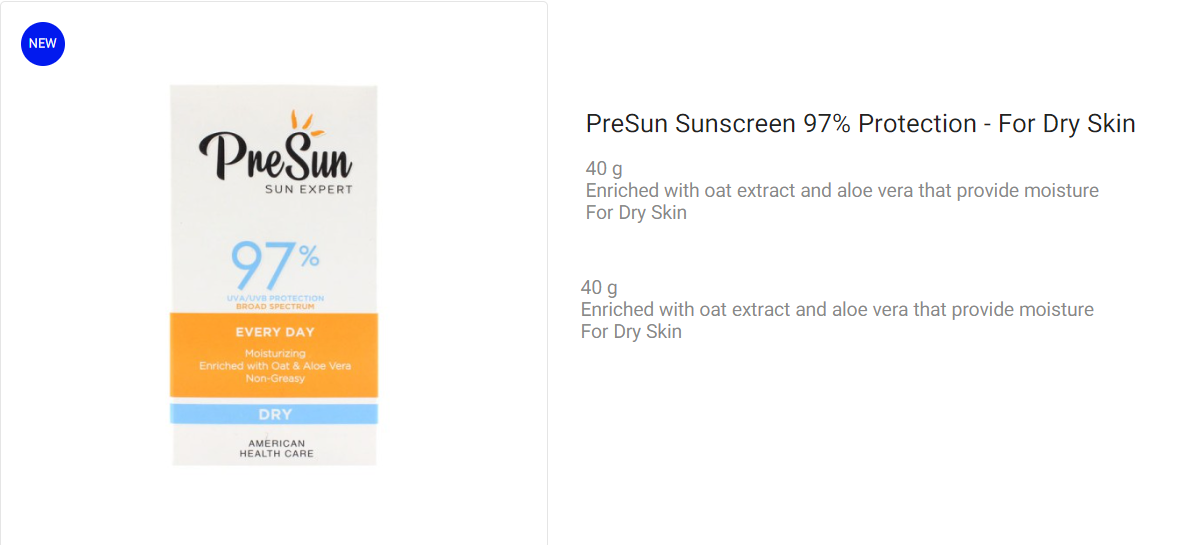 NEW
PreSun
SUN EXPERT
97%
UVA/UVB PROTECTION
BROAD SPECTRUM
EVERY DAY
Moisturizing
Enriched with Oat & Aloe Vera
Non-Greasy
DRY
AMERICAN
HEALTH CARE
PreSun Sunscreen 97% Protection - For Dry Skin
40 g
Enriched with oat extract and aloe vera that provide moisture
For Dry Skin
40 g
Enriched with oat extract and aloe vera that provide moisture
For Dry Skin